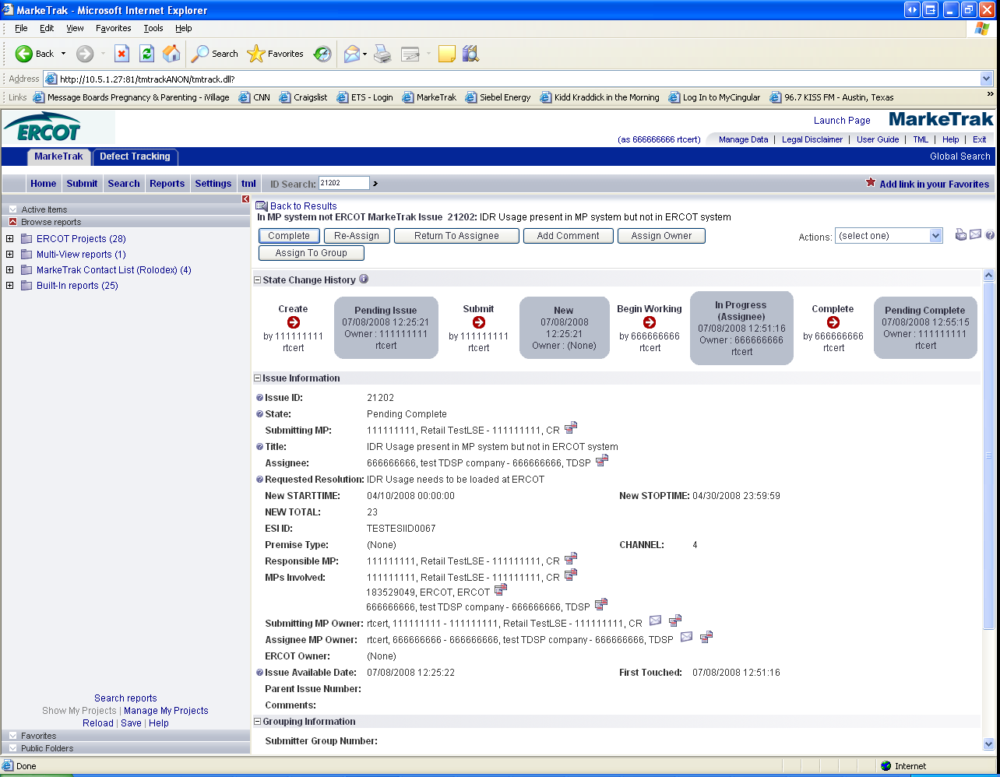 MarkeTrak - Microsoft Internet Explorer
File Edit View Favorites Tools Help
Back Search Favorites
Address http://10.5.1.27:81/tmtrackANON/tmtrack.dll?
Links Message Boards Pregnancy & Parenting - iVillage CNN Craigslist ETS - Login MarkeTrak Siebel Energy Kidd Kraddick in the Morning Log In to MyCingular 96.7 KISS FM - Austin, Texas »
ERCOT Launch Page MarkeTrak
(as 666666666 rtcert) Manage Data | Legal Disclaimer | User Guide | TML | Help | Exit
MarkeTrak Defect Tracking Global Search
Home Submit Search Reports Settings tml ID Search: 21202 Add link in your Favorites
Active Items
Browse reports
ERCOT Projects (28)
Multi-View reports (1)
MarkeTrak Contact List (Rolodex) (4)
Built-In reports (25)
Search reports
Show My Projects | Manage My Projects
Reload | Save | Help
Favorites
Public Folders
Back to Results
In MP system not ERCOT MarkeTrak Issue 21202: IDR Usage present in MP system but not in ERCOT system
Complete Re-Assign Return To Assignee Add Comment Assign Owner
Assign To Group
Actions: (select one)
State Change History
Create
by 111111111
rtcert
Pending Issue
07/08/2008 12:25:21
Owner : 111111111
rtcert
Submit
by 111111111
rtcert
New
07/08/2008
12:25:21
Owner : (None)
Begin Working
by 666666666
rtcert
In Progress
(Assignee)
07/08/2008 12:51:16
Owner : 666666666
rtcert
Complete
by 666666666
rtcert
Pending Complete
07/08/2008 12:55:15
Owner : 111111111
rtcert
Issue Information
Issue ID: 21202
State: Pending Complete
Submitting MP: 111111111, Retail TestLSE - 111111111, CR
Title: IDR Usage present in MP system but not in ERCOT system
Assignee: 666666666, test TDSP company - 666666666, TDSP
Requested Resolution: IDR Usage needs to be loaded at ERCOT
New STARTTIME: 04/10/2008 00:00:00 New STOPTIME: 04/30/2008 23:59:59
NEW TOTAL: 23
ESI ID: TESTESIID0067
Premise Type: (None) CHANNEL: 4
Responsible MP: 111111111, Retail TestLSE - 111111111, CR
MPs Involved: 111111111, Retail TestLSE - 111111111, CR
183529049, ERCOT, ERCOT
666666666, test TDSP company - 666666666, TDSP
Submitting MP Owner: rtcert, 111111111 - 111111111, Retail TestLSE - 111111111, CR
Assignee MP Owner: rtcert, 666666666 - 666666666, test TDSP company - 666666666, TDSP
ERCOT Owner: (None)
Issue Available Date: 07/08/2008 12:25:22 First Touched: 07/08/2008 12:51:16
Parent Issue Number:
Comments:
Grouping Information
Submitter Group Number:
Done Internet